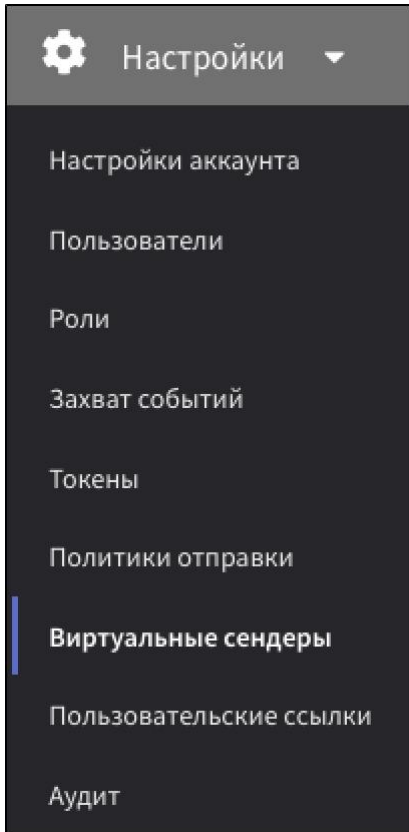 Настройки
Настройки аккаунта
Пользователи
Роли
Захват событий
Токены
Политики отправки
Виртуальные сендеры
Пользовательские ссылки
Аудит